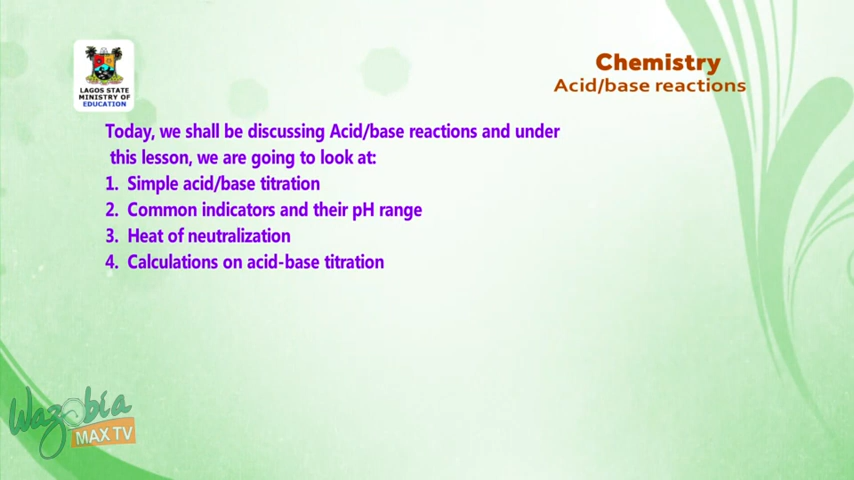 LAGOS STATE
MINISTRY OF
EDUCATION
Chemistry
Acid/base reactions
Today, we shall be discussing Acid/base reactions and under
this lesson, we are going to look at:
1. Simple acid/base titration
2. Common indicators and their pH range
3. Heat of neutralization
4. Calculations on acid-base titration
Wazobia
MAX TV